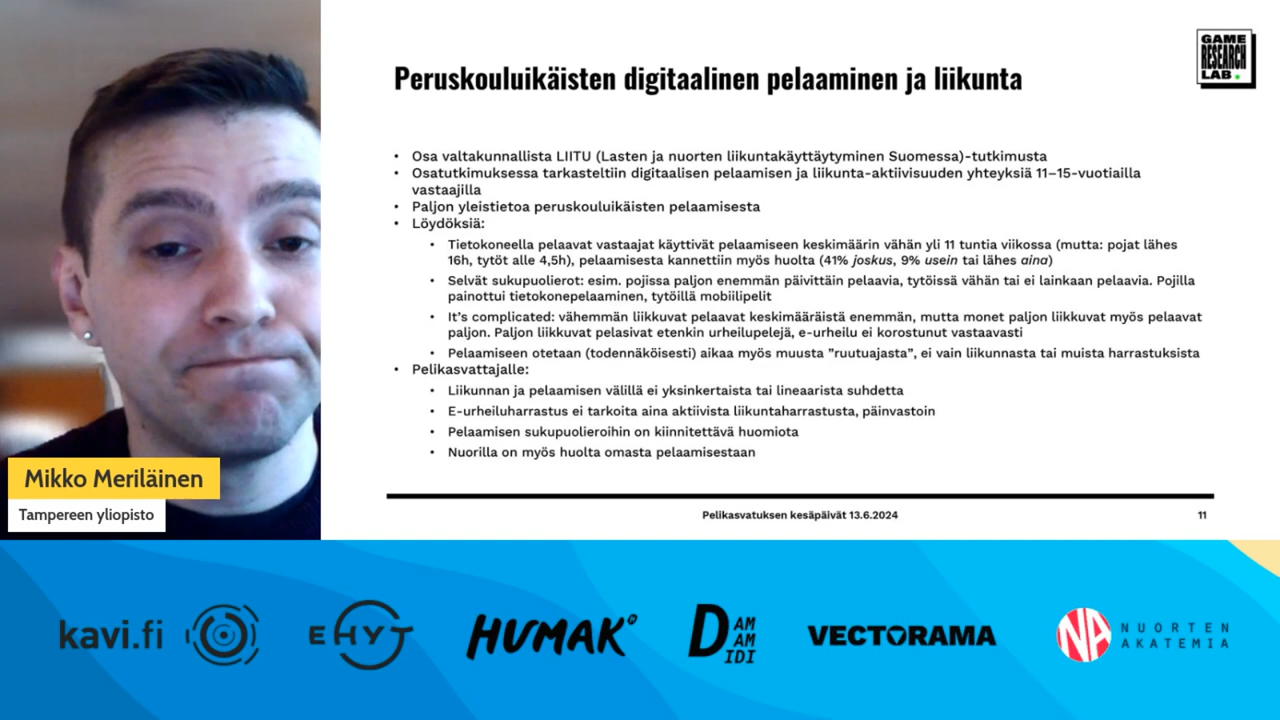 GAME
RESEARCH
LAB.
Peruskouluikäisten digitaalinen pelaaminen ja liikunta
• Osa valtakunnallista LIITU (Lasten ja nuorten liikuntakäyttäytyminen Suomessa)-tutkimusta
• Osatutkimuksessa tarkasteltiin digitaalisen pelaamisen ja liikunta-aktiivisuuden yhteyksiä 11–15-vuotiailla
vastaajilla
• Paljon yleistietoa peruskouluikäisten pelaamisesta
• Löydöksiä:
• Tietokoneella pelaavat vastaajat käyttivät pelaamiseen keskimäärin vähän yli 11 tuntia viikossa (mutta: pojat lähes
16h, tytöt alle 4,5h), pelaamisesta kannettiin myös huolta (41% joskus, 9% usein tai lähes aina)
• Selvät sukupuolierot: esim. pojissa paljon enemmän päivittäin pelaavia, tytöissä vähän tai ei lainkaan pelaavia. Pojilla
painottui tietokonepelaaminen, tytöillä mobiilipelit
• It's complicated: vähemmän liikkuvat pelaavat keskimääräistä enemmän, mutta monet paljon liikkuvat myös pelaavat
paljon. Paljon liikkuvat pelasivat etenkin urheilupelejä, e-urheilu ei korostunut vastaavasti
• Pelaamiseen otetaan (todennäköisesti) aikaa myös muusta ”ruutuajasta”, ei vain liikunnasta tai muista harrastuksista
• Pelikasvattajalle:
• Liikunnan ja pelaamisen välillä ei yksinkertaista tai lineaarista suhdetta
• E-urheiluharrastus ei tarkoita aina aktiivista liikuntaharrastusta, päinvastoin
• Pelaamisen sukupuolieroihin on kiinnitettävä huomiota
• Nuorilla on myös huolta omasta pelaamisestaan
Pelikasvatuksen kesäpäivät 13.6.2024
11
Mikko Meriläinen
Tampereen yliopisto
kavi.fi
EHYT
HUMAK
DAM
AM
IDI
VECTORAMA
NA
NUORTEN
AKATEMIA